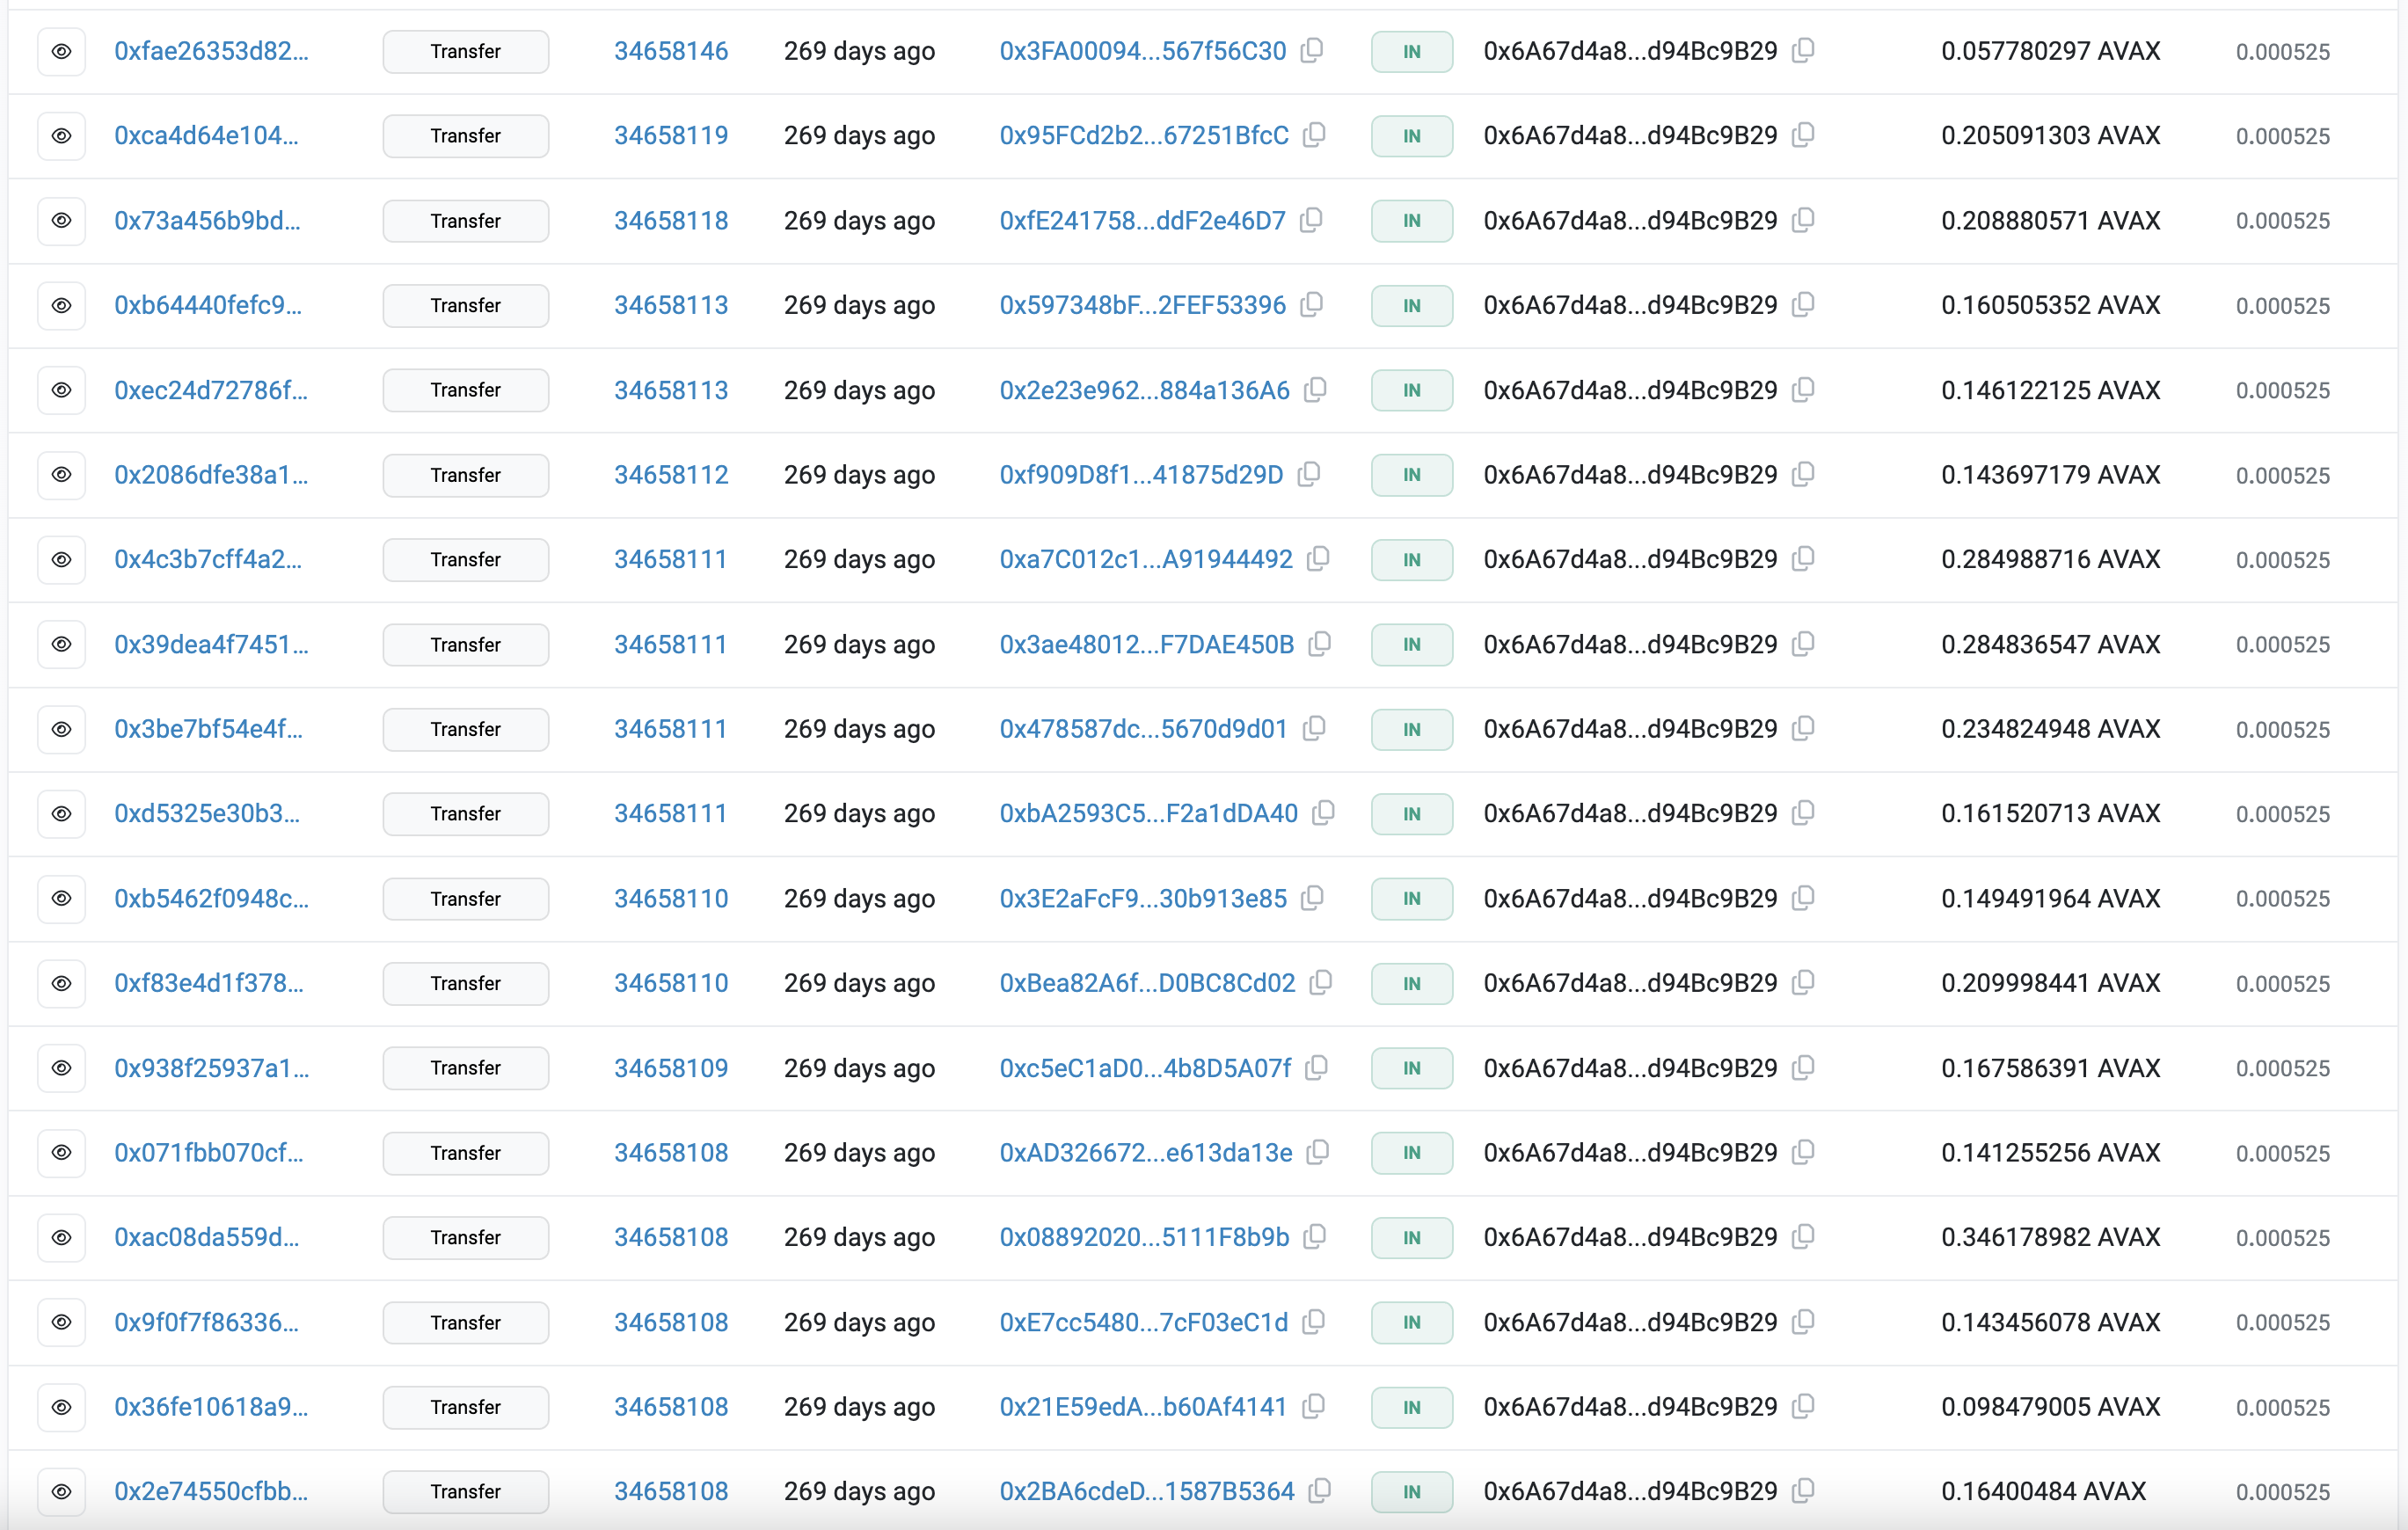 0xfae26353d82... Transfer 34658146 269 days ago 0x3FA00094...567f56C30 IN 0x6A67d4a8...d94Bc9B29 0.057780297 AVAX 0.000525
0xca4d64e104... Transfer 34658119 269 days ago 0x95FCd2b2...67251BfcC IN 0x6A67d4a8...d94Bc9B29 0.205091303 AVAX 0.000525
0x73a456b9bd... Transfer 34658118 269 days ago 0xfE241758...ddF2e46D7 IN 0x6A67d4a8...d94Bc9B29 0.208880571 AVAX 0.000525
0xb64440fefc9... Transfer 34658113 269 days ago 0x597348bF...2FEF53396 IN 0x6A67d4a8...d94Bc9B29 0.160505352 AVAX 0.000525
0xec24d72786f... Transfer 34658113 269 days ago 0x2e23e962...884a136A6 IN 0x6A67d4a8...d94Bc9B29 0.146122125 AVAX 0.000525
0x2086dfe38a1... Transfer 34658112 269 days ago 0xf909D8f1...41875d29D IN 0x6A67d4a8...d94Bc9B29 0.143697179 AVAX 0.000525
0x4c3b7cff4a2... Transfer 34658111 269 days ago 0xa7C012c1...A91944492 IN 0x6A67d4a8...d94Bc9B29 0.284988716 AVAX 0.000525
0x39dea4f7451... Transfer 34658111 269 days ago 0x3ae48012...F7DAE450B IN 0x6A67d4a8...d94Bc9B29 0.284836547 AVAX 0.000525
0x3be7bf54e4f... Transfer 34658111 269 days ago 0x478587dc...5670d9d01 IN 0x6A67d4a8...d94Bc9B29 0.234824948 AVAX 0.000525
0xd5325e30b3... Transfer 34658111 269 days ago 0xbA2593C5...F2a1dDA40 IN 0x6A67d4a8...d94Bc9B29 0.161520713 AVAX 0.000525
0xb5462f0948c... Transfer 34658110 269 days ago 0x3E2aFcF9...30b913e85 IN 0x6A67d4a8...d94Bc9B29 0.149491964 AVAX 0.000525
0xf83e4d1f378... Transfer 34658110 269 days ago 0xBea82A6f...D0BC8Cd02 IN 0x6A67d4a8...d94Bc9B29 0.209998441 AVAX 0.000525
0x938f25937a1... Transfer 34658109 269 days ago 0xc5eC1aD0...4b8D5A07f IN 0x6A67d4a8...d94Bc9B29 0.167586391 AVAX 0.000525
0x071fbb070cf... Transfer 34658108 269 days ago 0xAD326672...e613da13e IN 0x6A67d4a8...d94Bc9B29 0.141255256 AVAX 0.000525
0xac08da559d... Transfer 34658108 269 days ago 0x08892020...5111F8b9b IN 0x6A67d4a8...d94Bc9B29 0.346178982 AVAX 0.000525
0x9f0f7f86336... Transfer 34658108 269 days ago 0xE7cc5480...7cF03eC1d IN 0x6A67d4a8...d94Bc9B29 0.143456078 AVAX 0.000525
0x36fe10618a9... Transfer 34658108 269 days ago 0x21E59edA...b60Af4141 IN 0x6A67d4a8...d94Bc9B29 0.098479005 AVAX 0.000525
0x2e74550cfbb... Transfer 34658108 269 days ago 0x2BA6cdeD...1587B5364 IN 0x6A67d4a8...d94Bc9B29 0.16400484 AVAX 0.000525